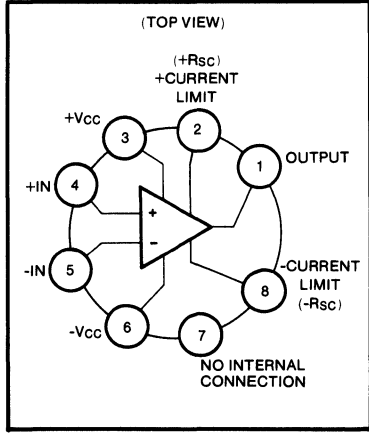 (TOP VIEW)
(+RSC)
+CURRENT
LIMIT
+VCC
3
2
1
OUTPUT
+IN
4
+
-IN
5
−
-CURRENT
LIMIT
(-RSC)
8
-VCC
6
7
NO INTERNAL
CONNECTION